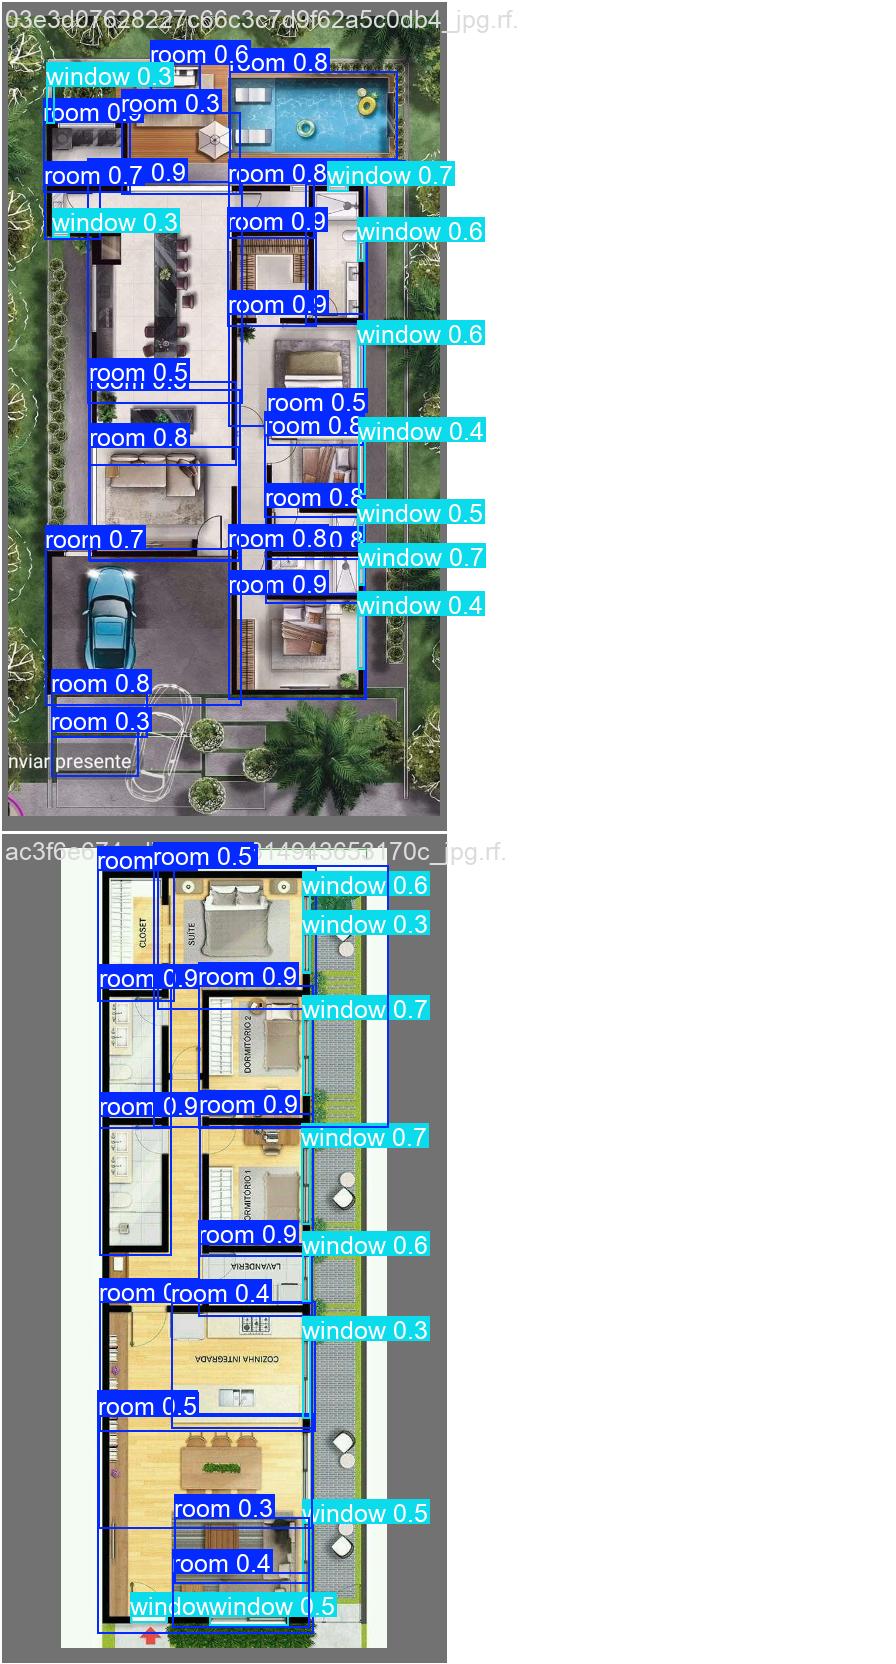 03e3d07628227c66c3c7d9f62a5c0db4_jpg.rf.
room 0.6
room 0.8
window 0.3
room 0.3
room 0.9
room 0.7
0.9
room 0.8
window 0.7
window 0.3
room 0.9
window 0.6
room 0.9
window 0.6
room 0.5
room 0.5
room 0.8
window 0.4
room 0.8
room 0.8
window 0.5
room 0.7
room 0.8
window 0.7
room 0.9
window 0.4
room 0.8
room 0.3
nviar presente
_jpg.rf.
room
room 0.5
window 0.6
CLOSET
SUÍTE
window 0.3
room 0.9
room 0.9
window 0.7
DORMITÓRIO 2
room 0.9
room 0.9
window 0.7
DORMITÓRIO 1
room 0.9
window 0.6
LAVANDERIA
room
room 0.4
window 0.3
COZINHA INTEGRADA
room 0.5
room 0.3
window 0.5
room 0.4
window
window 0.5